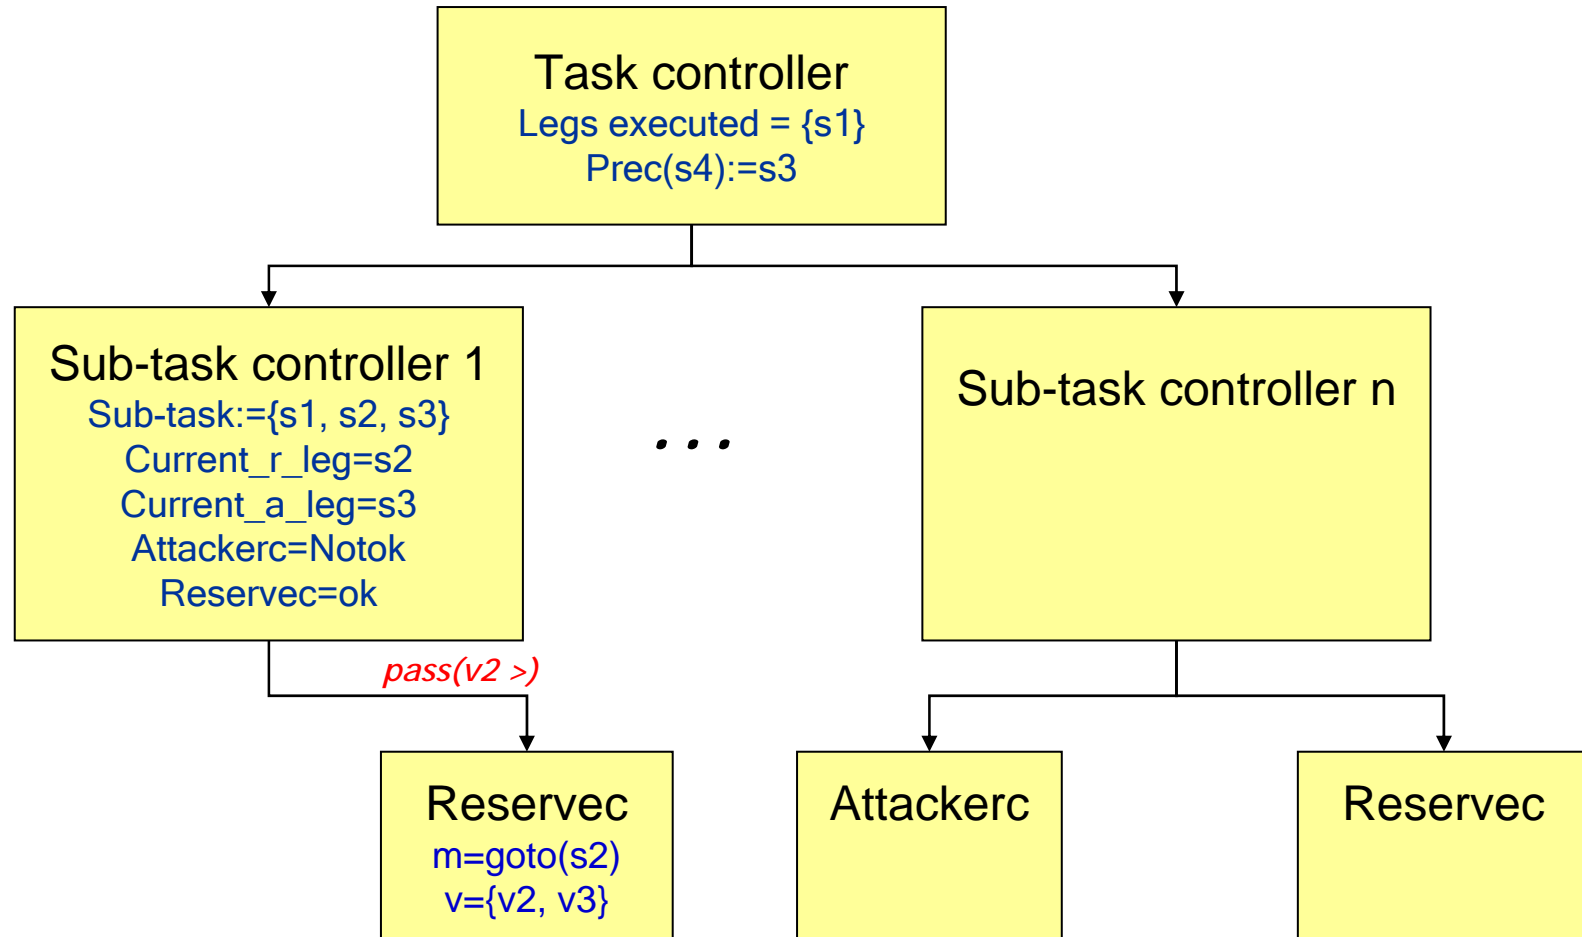 Task controller
Legs executed = {s1}
Prec(s4):=s3
Sub-task controller 1
Sub-task:={s1, s2, s3}
Current_r_leg=s2
Current_a_leg=s3
Attackerc=Notok
Reservec=ok
...
Sub-task controller n
pass(v2 >)
Reservec
m=goto(s2)
v={v2, v3}
Attackerc
Reservec